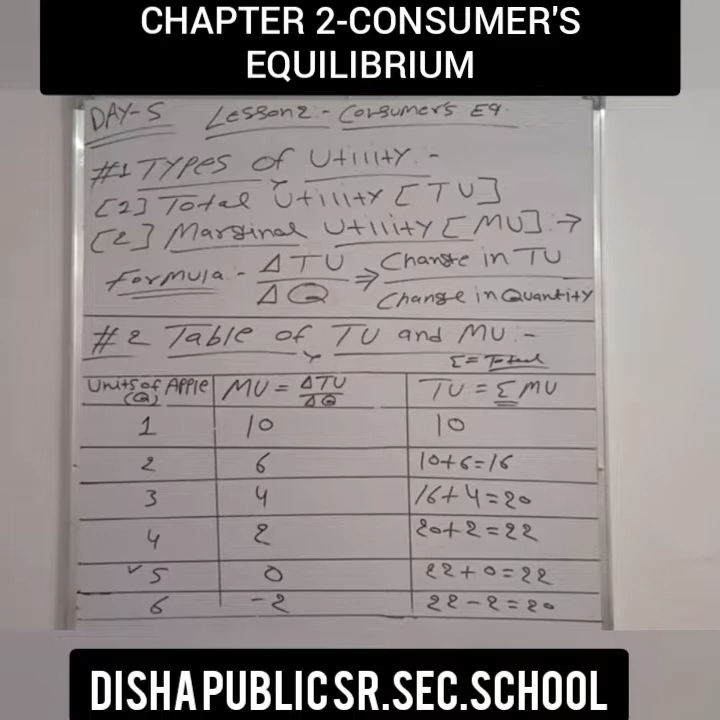 CHAPTER 2-CONSUMER'S
EQUILIBRIUM
DAY-5 Lesson 2 - Consumer's Eq.
#1 Types of Utility :-
[2] Total Utility [TU]
[2] Marginal Utility [MU] :→
Formula :- ΔTU/ΔQ ⇒ Change in TU/Change in Quantity
#2 Table of TU and MU :-
Σ = Total
Units of Apple (Q) MU = ΔTU/ΔQ TU = Σ MU
1 10 10
2 6 10+6=16
3 4 16+4=20
4 2 20+2=22
✓5 0 22+0=22
6 -2 22-2=20
DISHA PUBLIC SR.SEC.SCHOOL